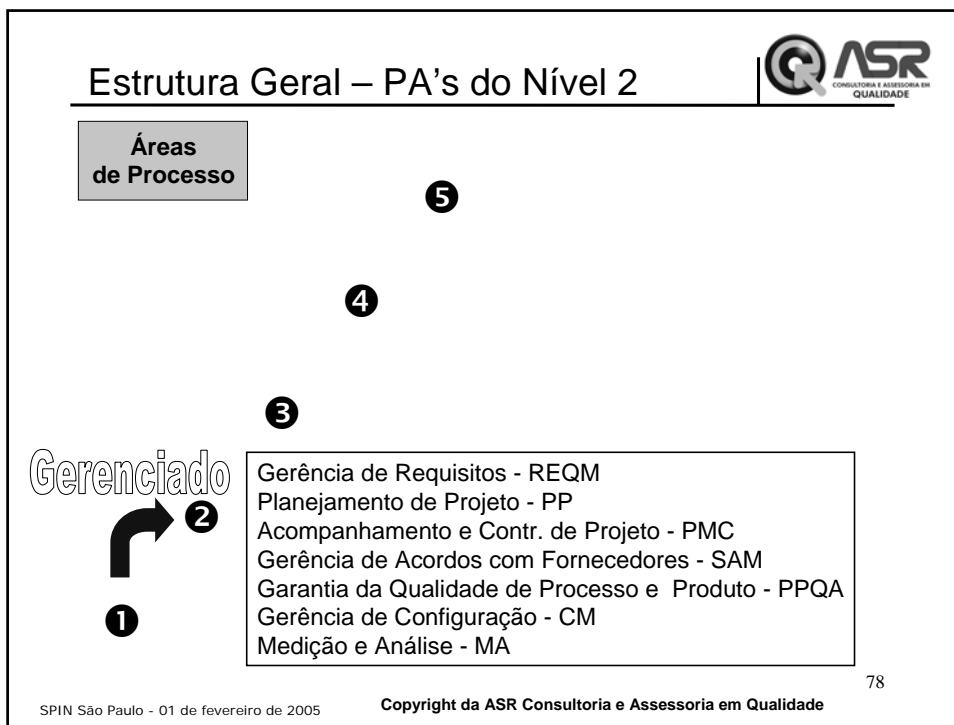 Estrutura Geral – PA's do Nível 2
ASR
CONSULTORIA E ASSESSORIA EM
QUALIDADE
Áreas
de Processo
❺
❹
❸
Gerenciado
❷
❶
Gerência de Requisitos - REQM
Planejamento de Projeto - PP
Acompanhamento e Contr. de Projeto - PMC
Gerência de Acordos com Fornecedores - SAM
Garantia da Qualidade de Processo e Produto - PPQA
Gerência de Configuração - CM
Medição e Análise - MA
78
SPIN São Paulo - 01 de fevereiro de 2005
Copyright da ASR Consultoria e Assessoria em Qualidade